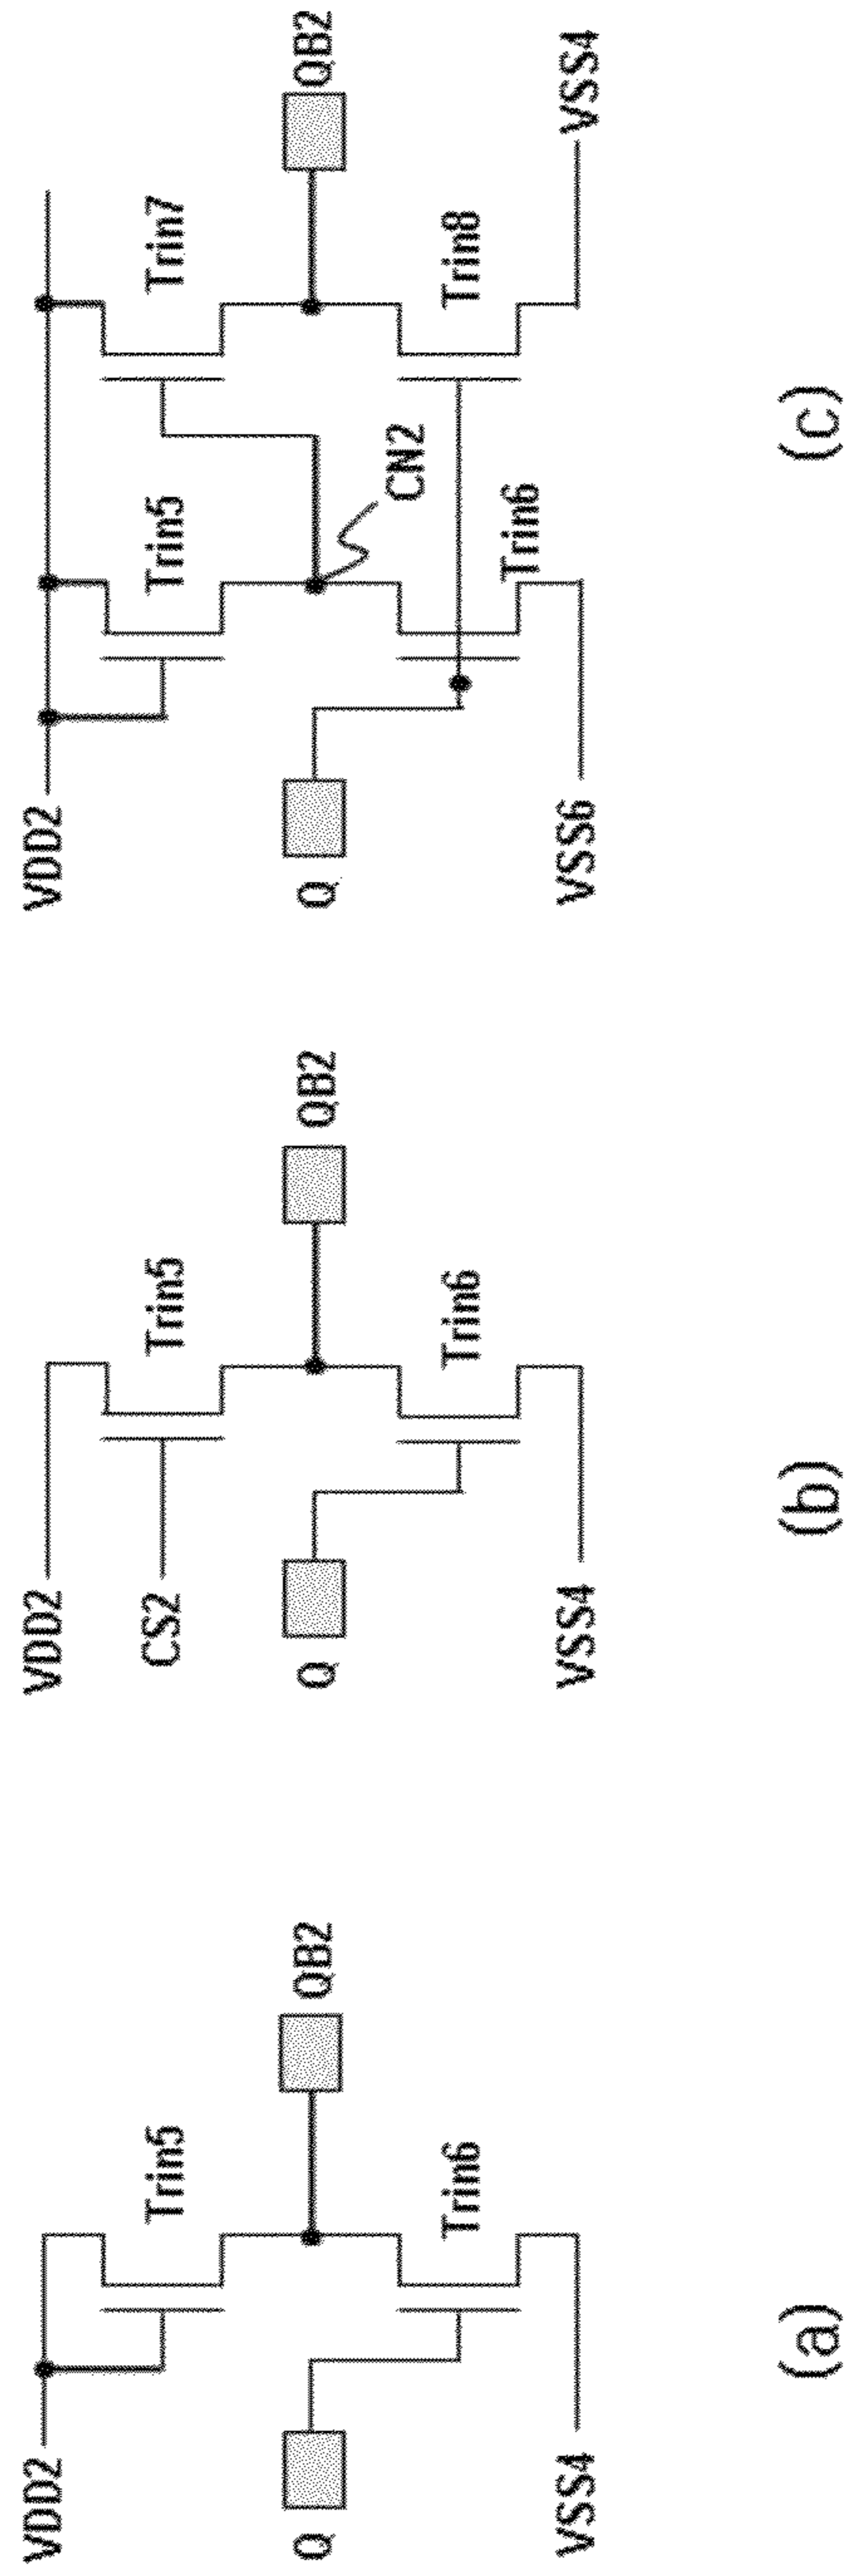 VDD2
Trin5
Q
QB2
Trin6
VSS4
(a)
VDD2
CS2
Trin5
Q
QB2
Trin6
VSS4
(b)
VDD2
Trin5
Trin7
Q
QB2
CN2
Trin6
Trin8
VSS6
VSS4
(c)